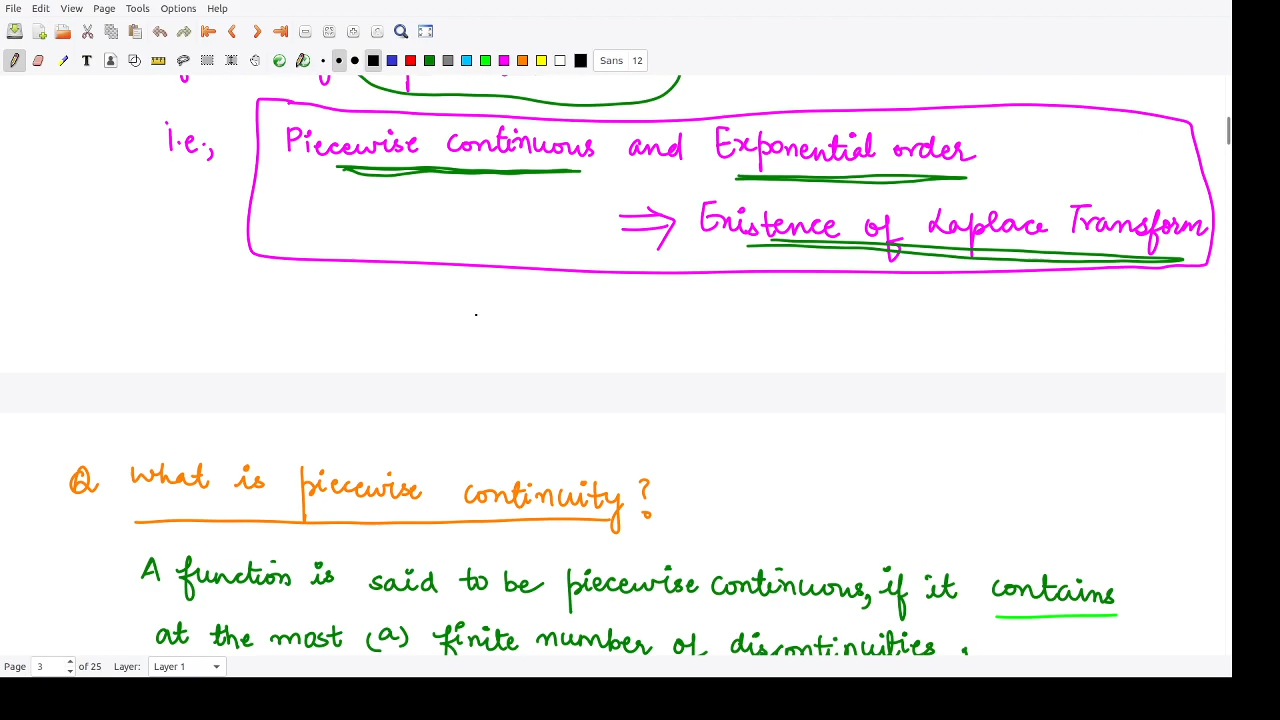 File Edit View Page Tools Options Help
T Sans 12
i.e., Piecewise continuous and Exponential order
⇒ Existence of Laplace Transform
Q What is piecewise continuity?
A function is said to be piecewise continuous, if it contains
at the most (a) finite number of discontinuities.
Page 3 of 25 Layer: Layer 1